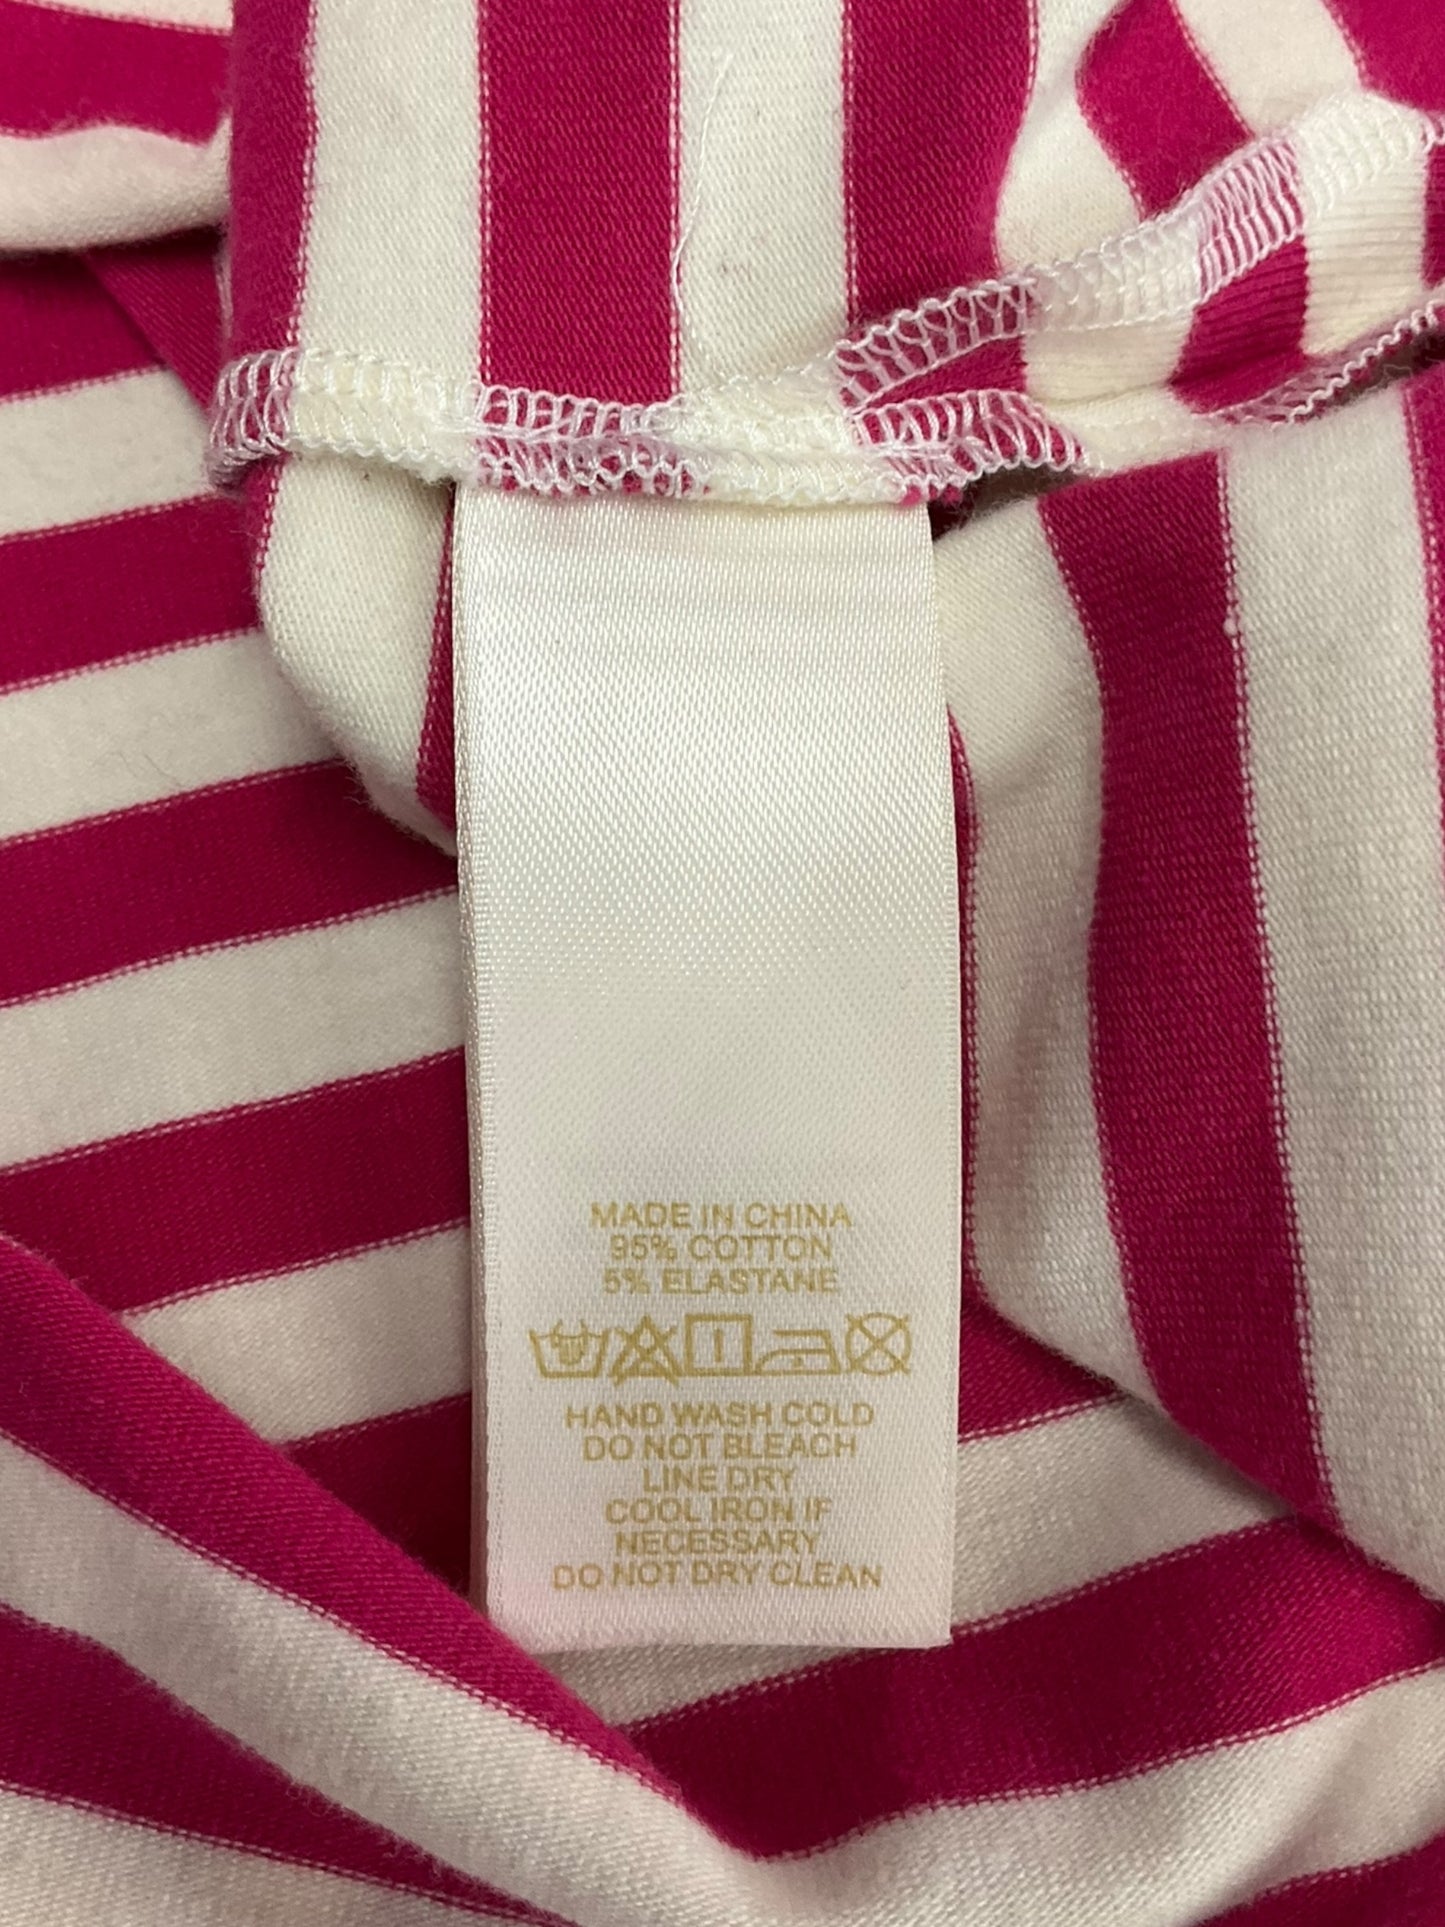 MADE IN CHINA
95% COTTON
5% ELASTANE
HAND WASH COLD
DO NOT BLEACH
LINE DRY
COOL IRON IF
NECESSARY
DO NOT DRY CLEAN